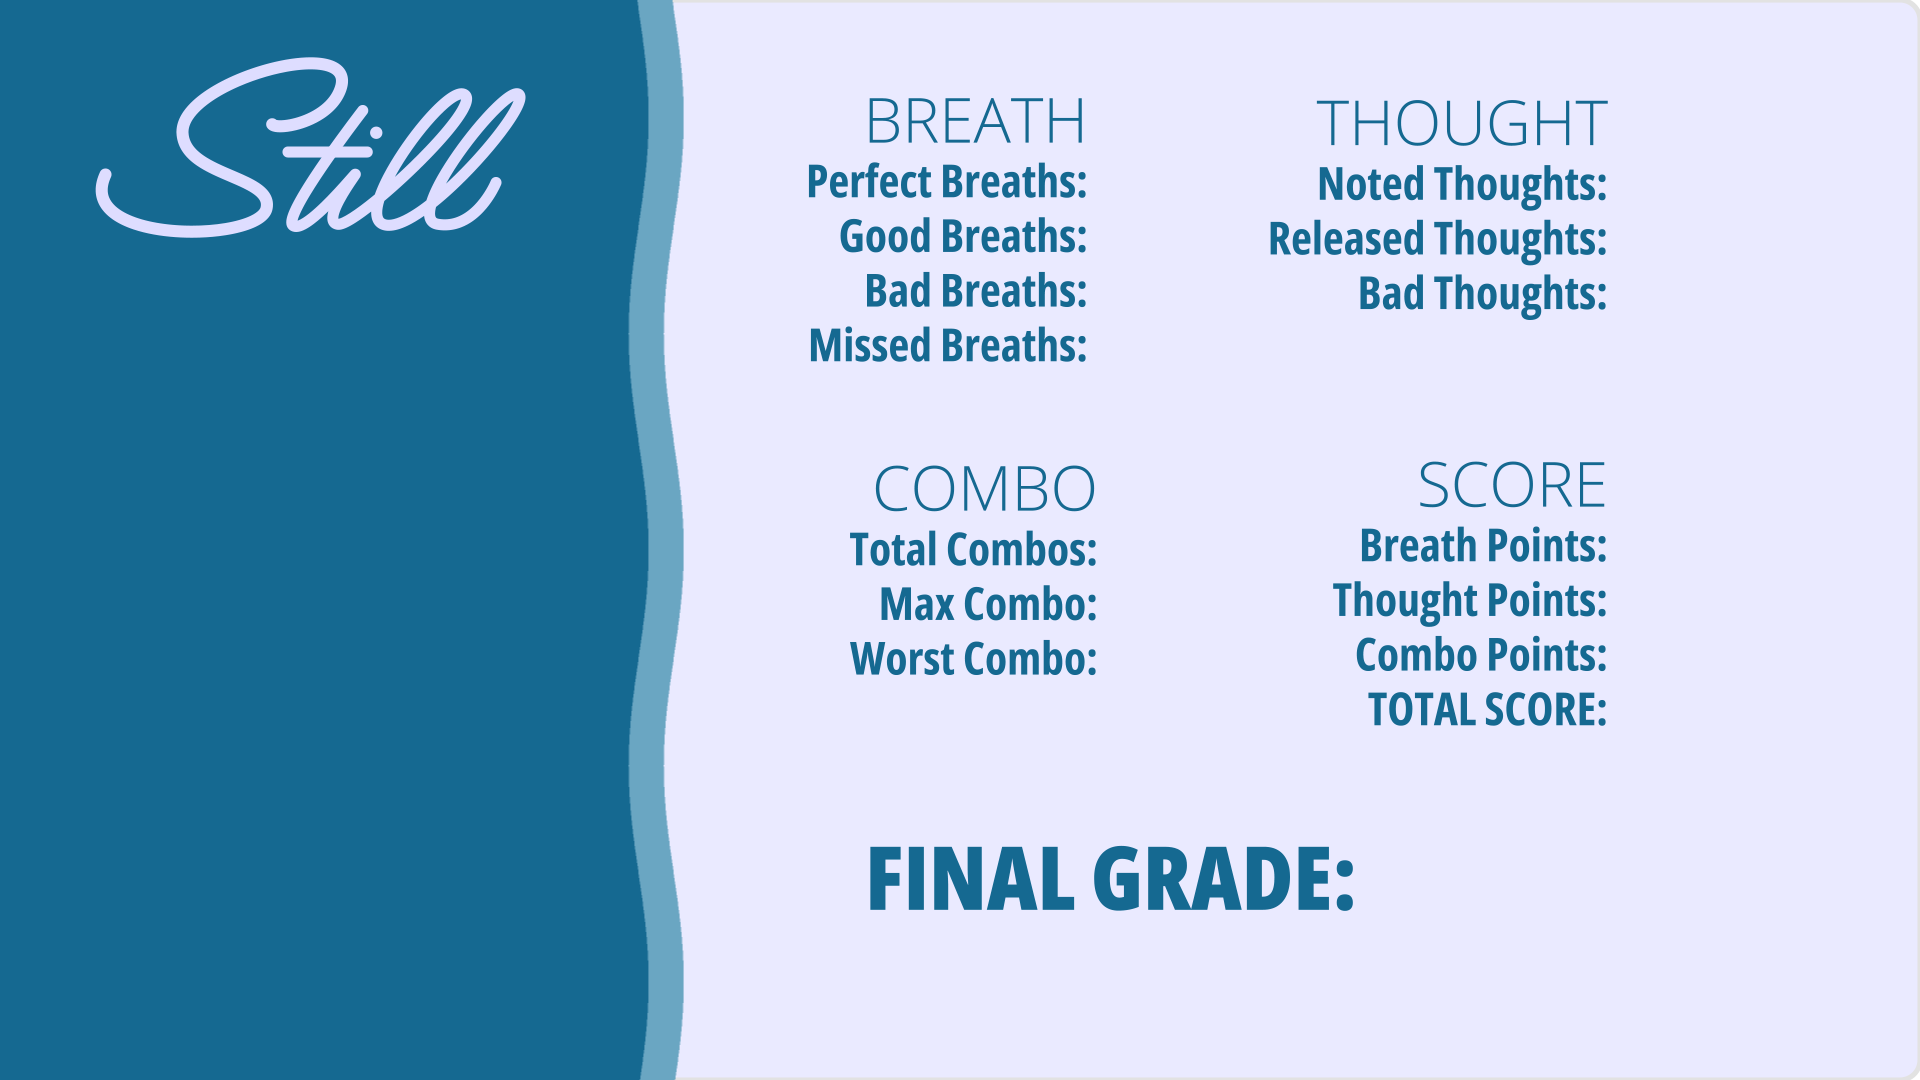 Still
BREATH
Perfect Breaths:
Good Breaths:
Bad Breaths:
Missed Breaths:
THOUGHT
Noted Thoughts:
Released Thoughts:
Bad Thoughts:
COMBO
Total Combos:
Max Combo:
Worst Combo:
SCORE
Breath Points:
Thought Points:
Combo Points:
TOTAL SCORE:
FINAL GRADE: